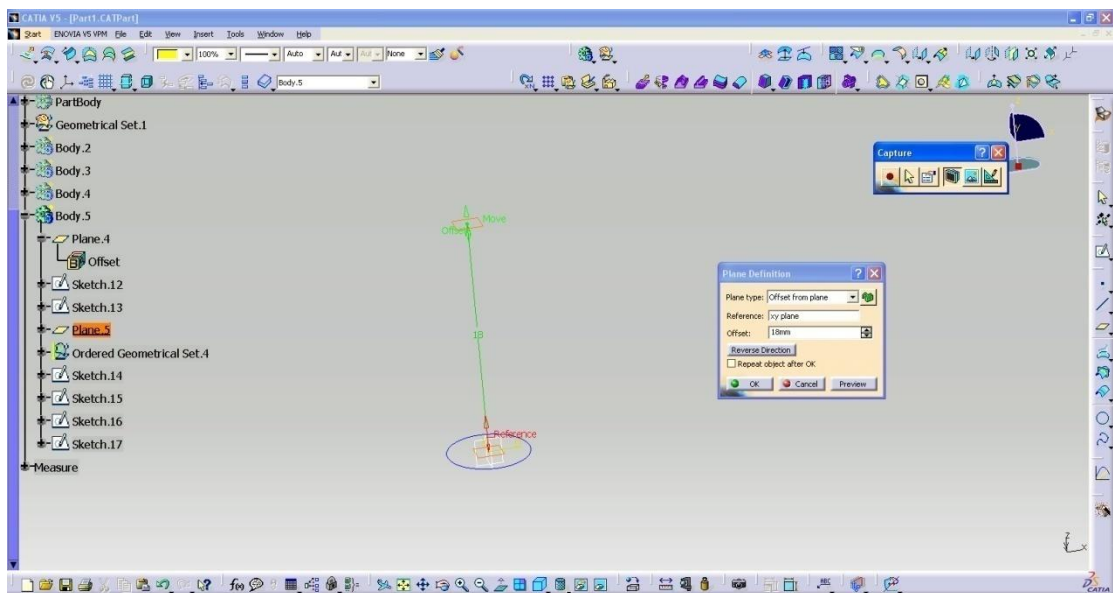 CATIA V5 - [Part1.CATPart]
Start ENOVIA V5 VPM File Edit View Insert Tools Window Help
100% Auto Aut Aut None
Body.5
PartBody
Geometrical Set.1
Body.2
Body.3
Body.4
Body.5
Plane.4
Offset
Sketch.12
Sketch.13
Plane.5
Ordered Geometrical Set.4
Sketch.14
Sketch.15
Sketch.16
Sketch.17
Measure
Capture
Move
Offset
18
Reference
Plane Definition
Plane type: Offset from plane
Reference: xy plane
Offset: 18mm
Reverse Direction
Repeat object after OK
OK Cancel Preview
z
x
f(x)
CATIA